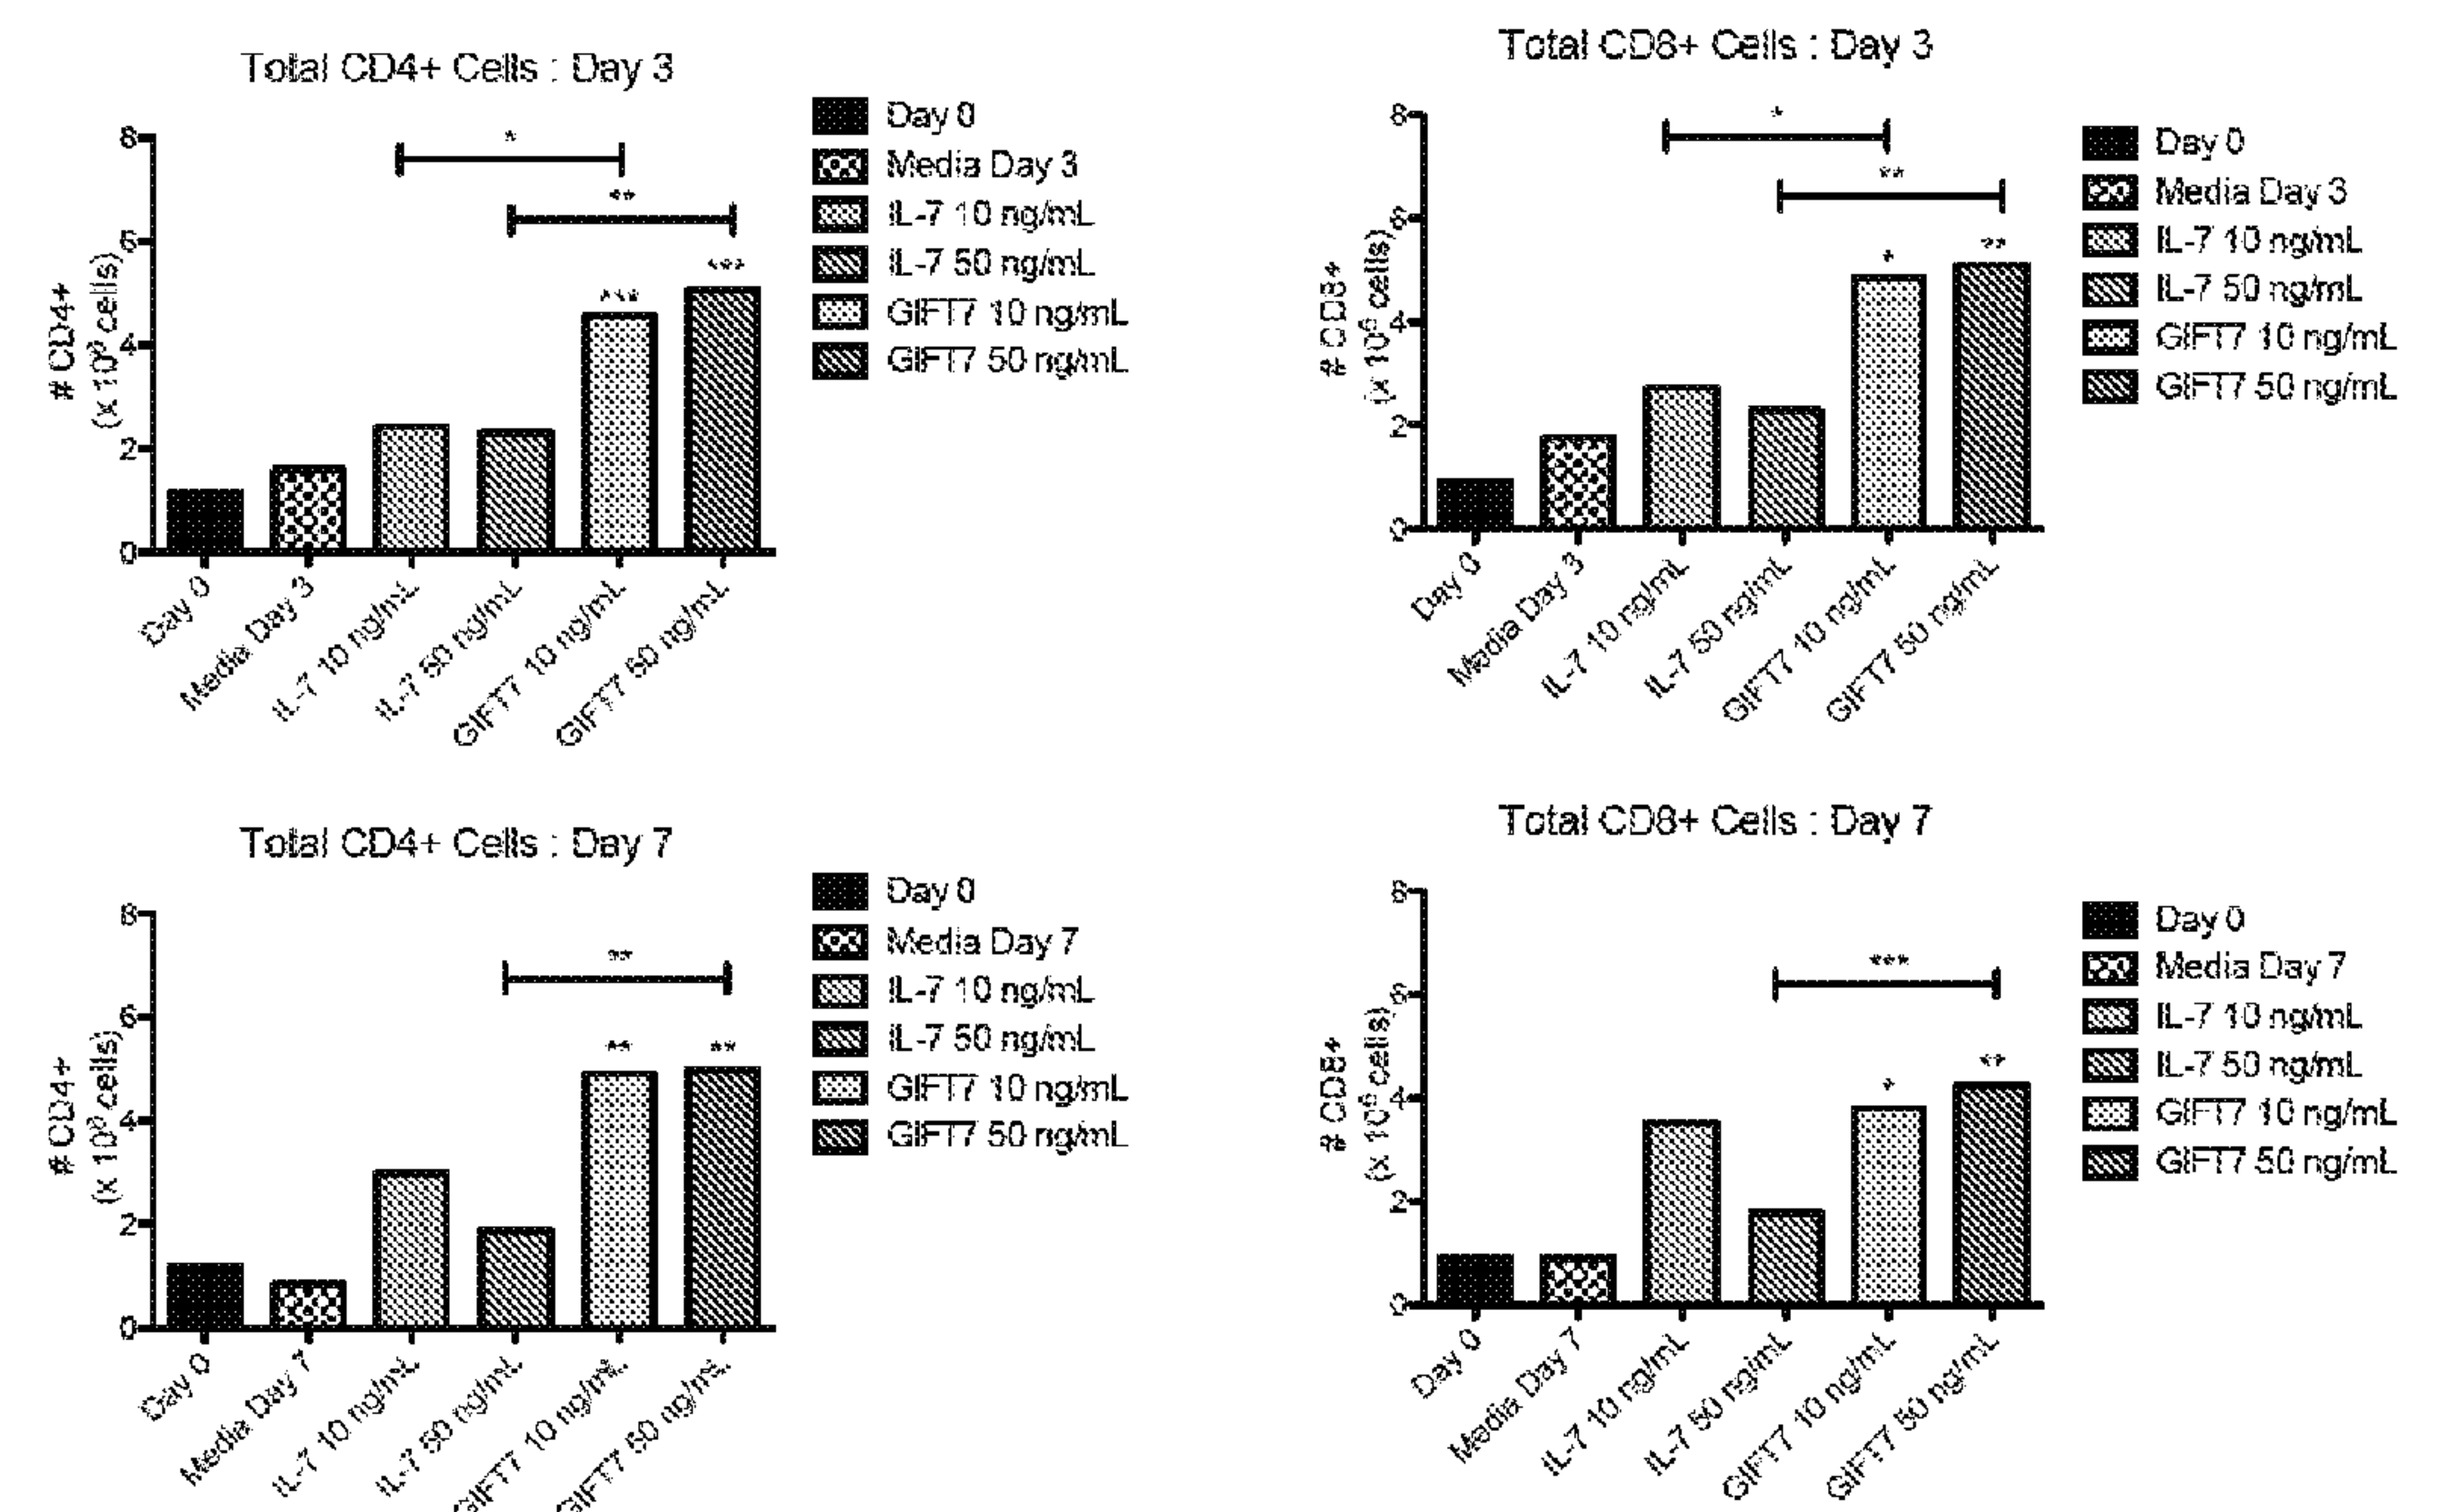 Total CD4+ Cells : Day 3
*
**
***
***
8
6
4
2
0
# CD4+
cells)
Day 0
Media Day 3
IL-7 10 ng/mL
IL-7 50 ng/mL
GIFT7 10 ng/mL
GIFT7 50 ng/mL
Day 0
Media Day 3
IL-7 10 ng/mL
IL-7 50 ng/mL
GIFT7 10 ng/mL
GIFT7 50 ng/mL
Total CD8+ Cells : Day 3
*
**
*
**
8
6
4
2
0
# CD8+
cells)
Day 0
Media Day 3
IL-7 10 ng/mL
IL-7 50 ng/mL
GIFT7 10 ng/mL
GIFT7 50 ng/mL
Day 0
Media Day 3
IL-7 10 ng/mL
IL-7 50 ng/mL
GIFT7 10 ng/mL
GIFT7 50 ng/mL
Total CD4+ Cells : Day 7
**
**
**
8
6
4
2
0
# CD4+
cells)
Day 0
Media Day 7
IL-7 10 ng/mL
IL-7 50 ng/mL
GIFT7 10 ng/mL
GIFT7 50 ng/mL
Day 0
Media Day 7
IL-7 10 ng/mL
IL-7 50 ng/mL
GIFT7 10 ng/mL
GIFT7 50 ng/mL
Total CD8+ Cells : Day 7
***
*
**
8
6
4
2
0
# CD8+
cells)
Day 0
Media Day 7
IL-7 10 ng/mL
IL-7 50 ng/mL
GIFT7 10 ng/mL
GIFT7 50 ng/mL
Day 0
Media Day 7
IL-7 10 ng/mL
IL-7 50 ng/mL
GIFT7 10 ng/mL
GIFT7 50 ng/mL